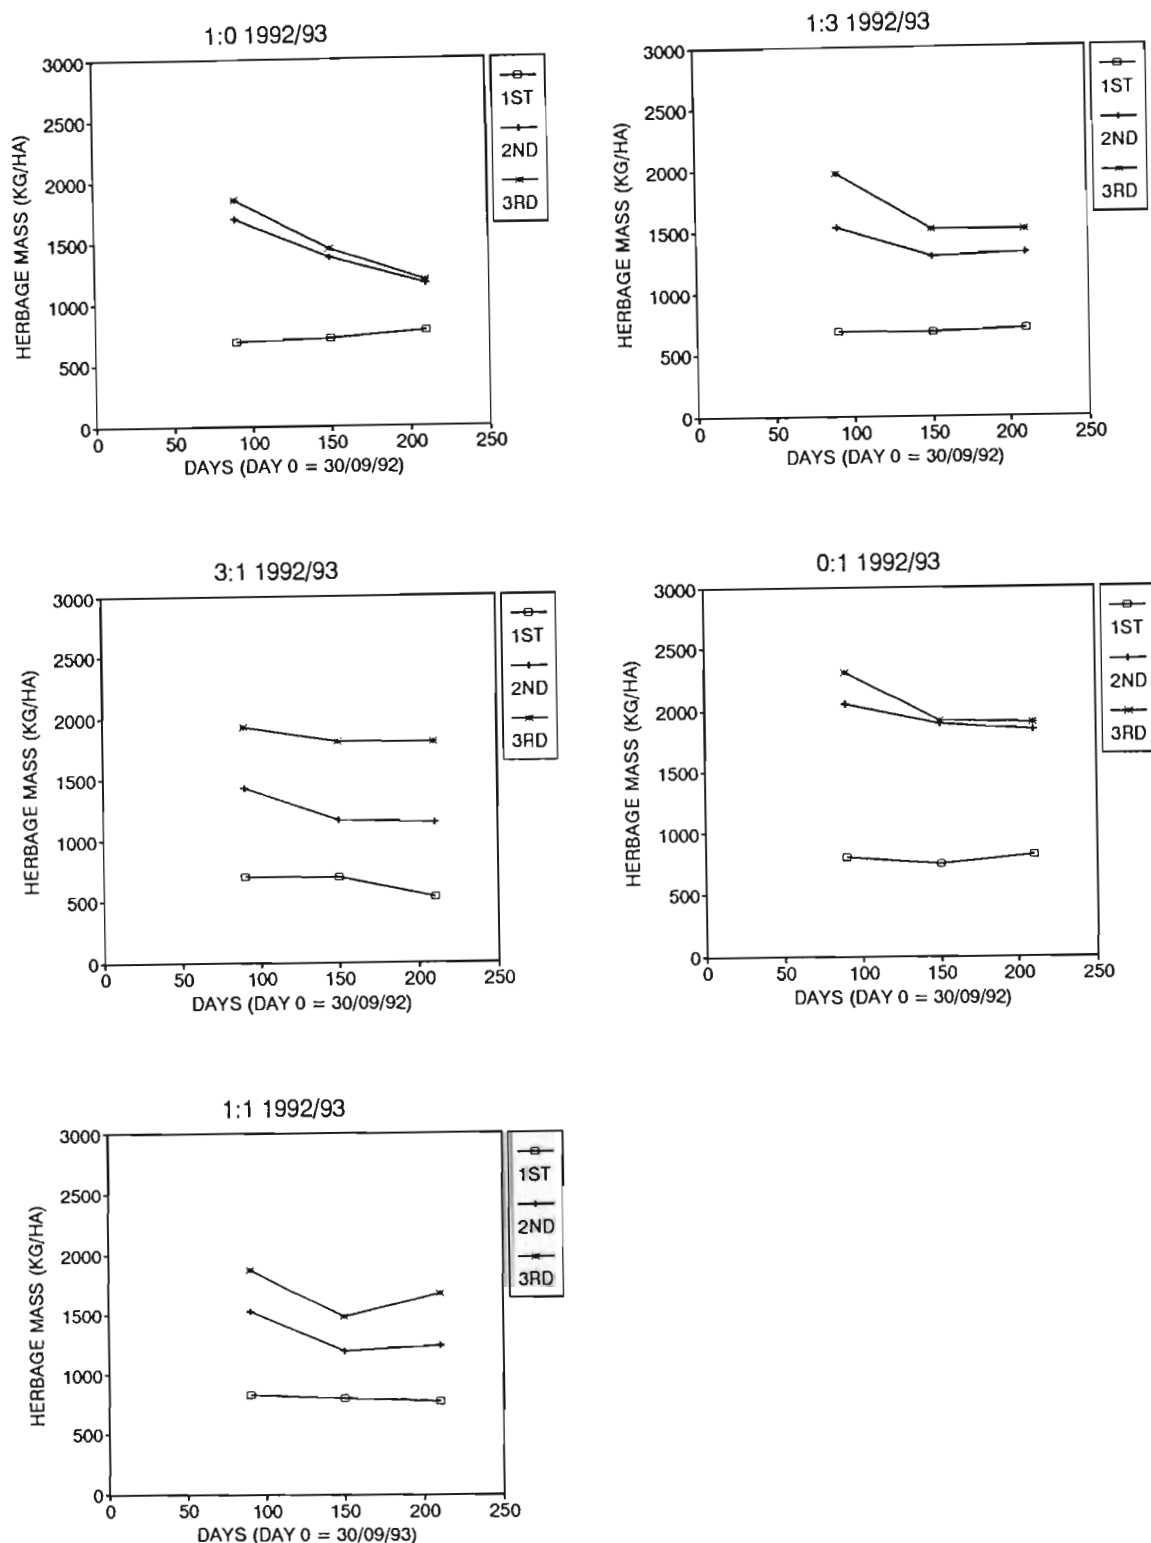 1:0 1992/93
3000
2500
2000
1500
1000
500
0
HERBAGE MASS (KG/HA)
0 50 100 150 200 250
DAYS (DAY 0 = 30/09/92)
1ST
2ND
3RD
1:3 1992/93
3000
2500
2000
1500
1000
500
0
HERBAGE MASS (KG/HA)
0 50 100 150 200 250
DAYS (DAY 0 = 30/09/92)
1ST
2ND
3RD
3:1 1992/93
3000
2500
2000
1500
1000
500
0
HERBAGE MASS (KG/HA)
0 50 100 150 200 250
DAYS (DAY 0 = 30/09/92)
1ST
2ND
3RD
0:1 1992/93
3000
2500
2000
1500
1000
500
0
HERBAGE MASS (KG/HA)
0 50 100 150 200 250
DAYS (DAY 0 = 30/09/92)
1ST
2ND
3RD
1:1 1992/93
3000
2500
2000
1500
1000
500
0
HERBAGE MASS (KG/HA)
0 50 100 150 200 250
DAYS (DAY 0 = 30/09/93)
1ST
2ND
3RD